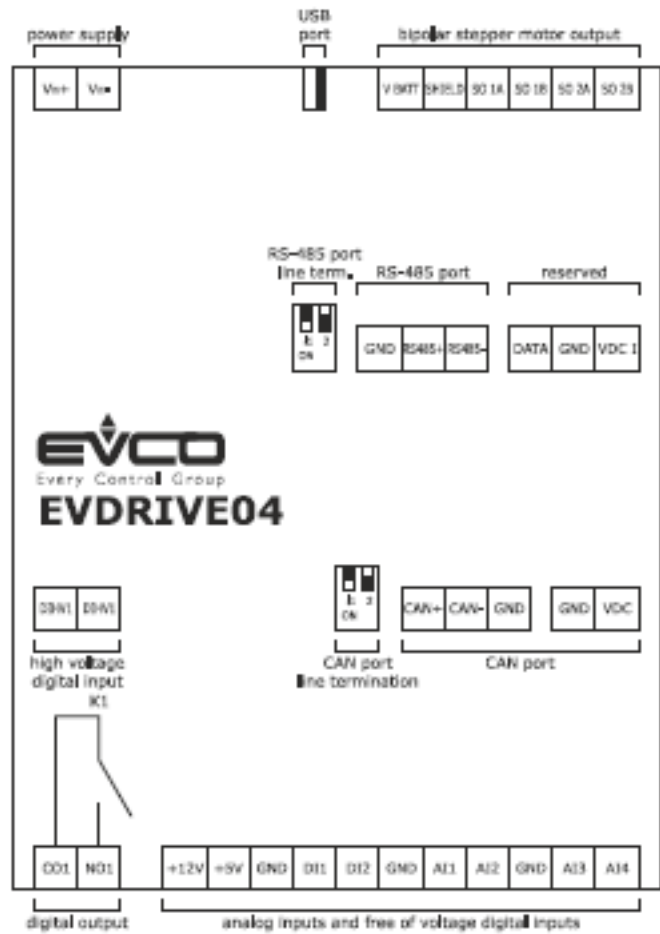 power supply
USB
port
bipolar stepper motor output
V BATT SHIELD SO 1A SO 1B SO 2A SO 2B
RS-485 port
line term.
RS-485 port
reserved
1 2
ON
GND RS485+ RS485- DATA GND VDC I
EVCO
Every Control Group
EVDRIVE04
1 2
ON
CAN+ CAN- GND GND VDC
high voltage
digital input
CAN port
line termination
CAN port
K1
CO1 NO1 +12V +5V GND DI1 DI2 GND AI1 AI2 GND AI3 AI4
digital output
analog inputs and free of voltage digital inputs